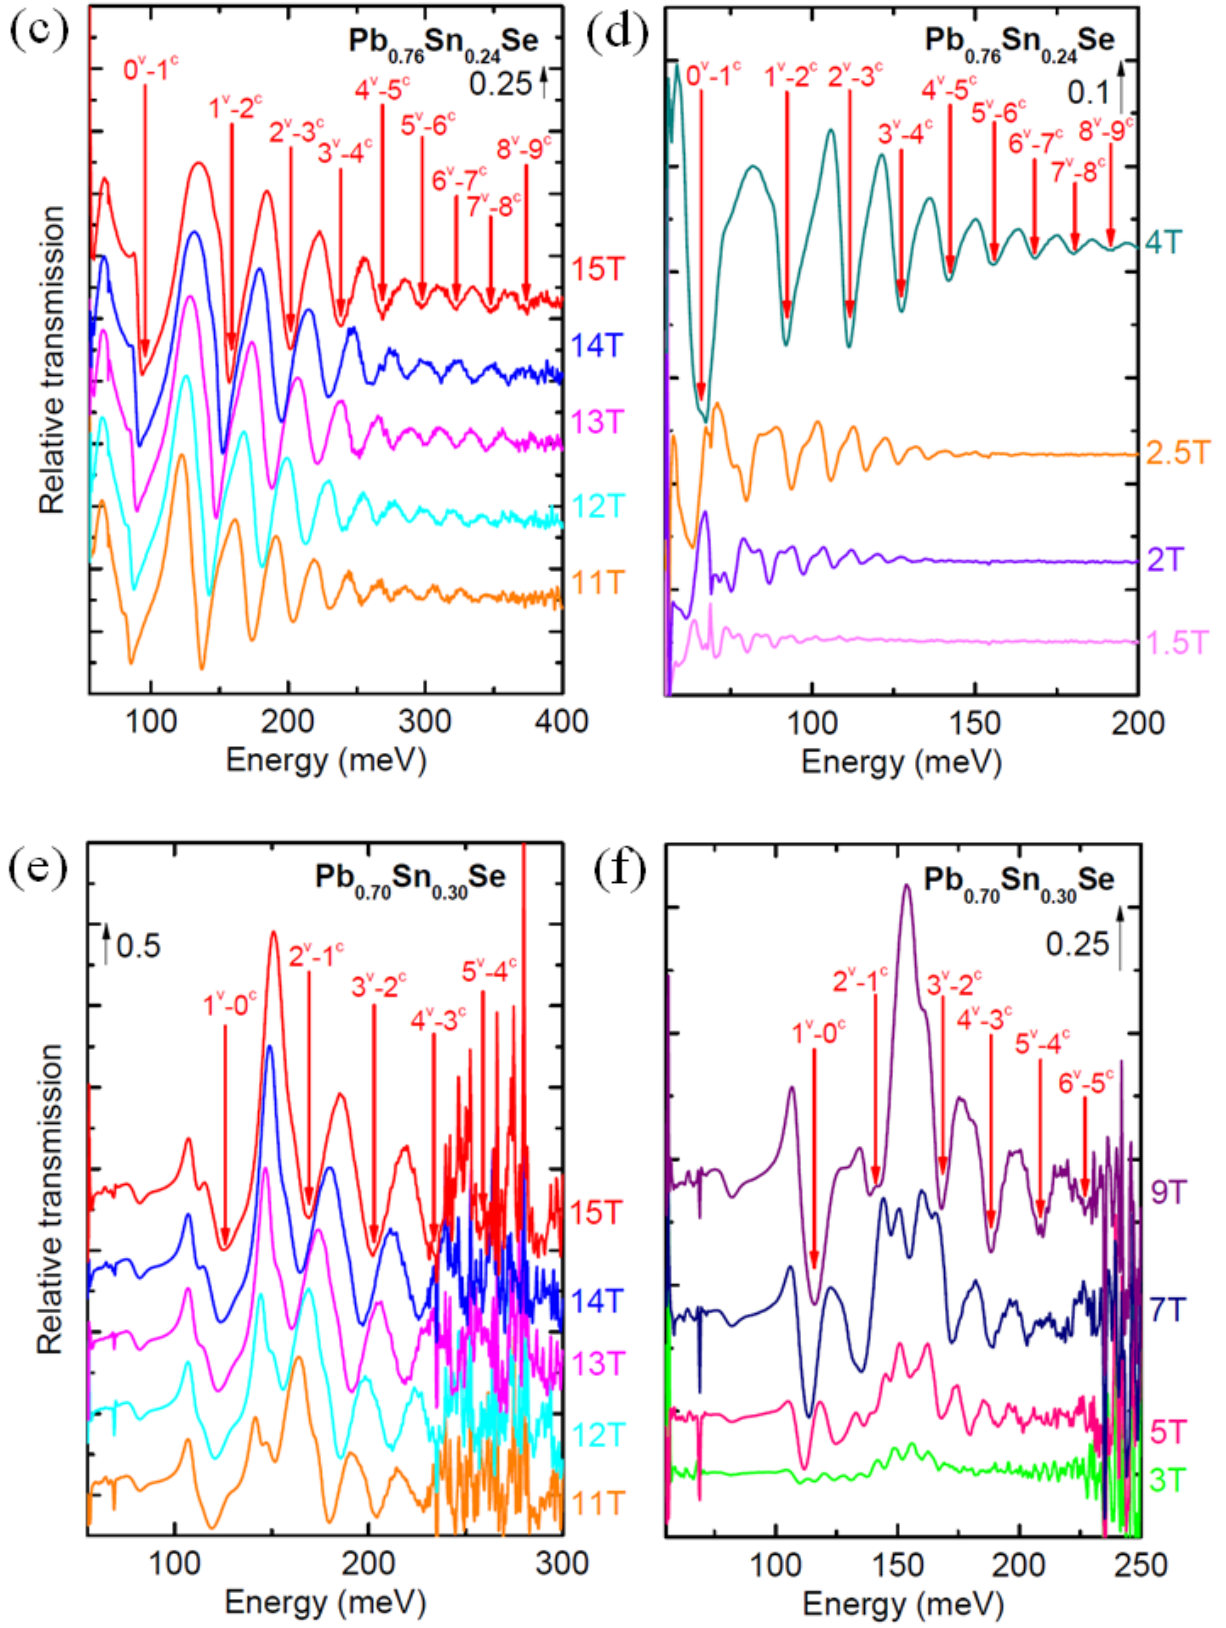 (c)
Pb0.76Sn0.24Se
0.25
0v-1c
1v-2c
2v-3c
3v-4c
4v-5c
5v-6c
6v-7c
7v-8c
8v-9c
15T
14T
13T
12T
11T
Relative transmission
100 200 300 400
Energy (meV)
(d)
Pb0.76Sn0.24Se
0.1
0v-1c
1v-2c
2v-3c
3v-4c
4v-5c
5v-6c
6v-7c
7v-8c
8v-9c
4T
2.5T
2T
1.5T
100 150 200
Energy (meV)
(e)
Pb0.70Sn0.30Se
0.5
1v-0c
2v-1c
3v-2c
4v-3c
5v-4c
15T
14T
13T
12T
11T
Relative transmission
100 200 300
Energy (meV)
(f)
Pb0.70Sn0.30Se
0.25
1v-0c
2v-1c
3v-2c
4v-3c
5v-4c
6v-5c
9T
7T
5T
3T
100 150 200 250
Energy (meV)